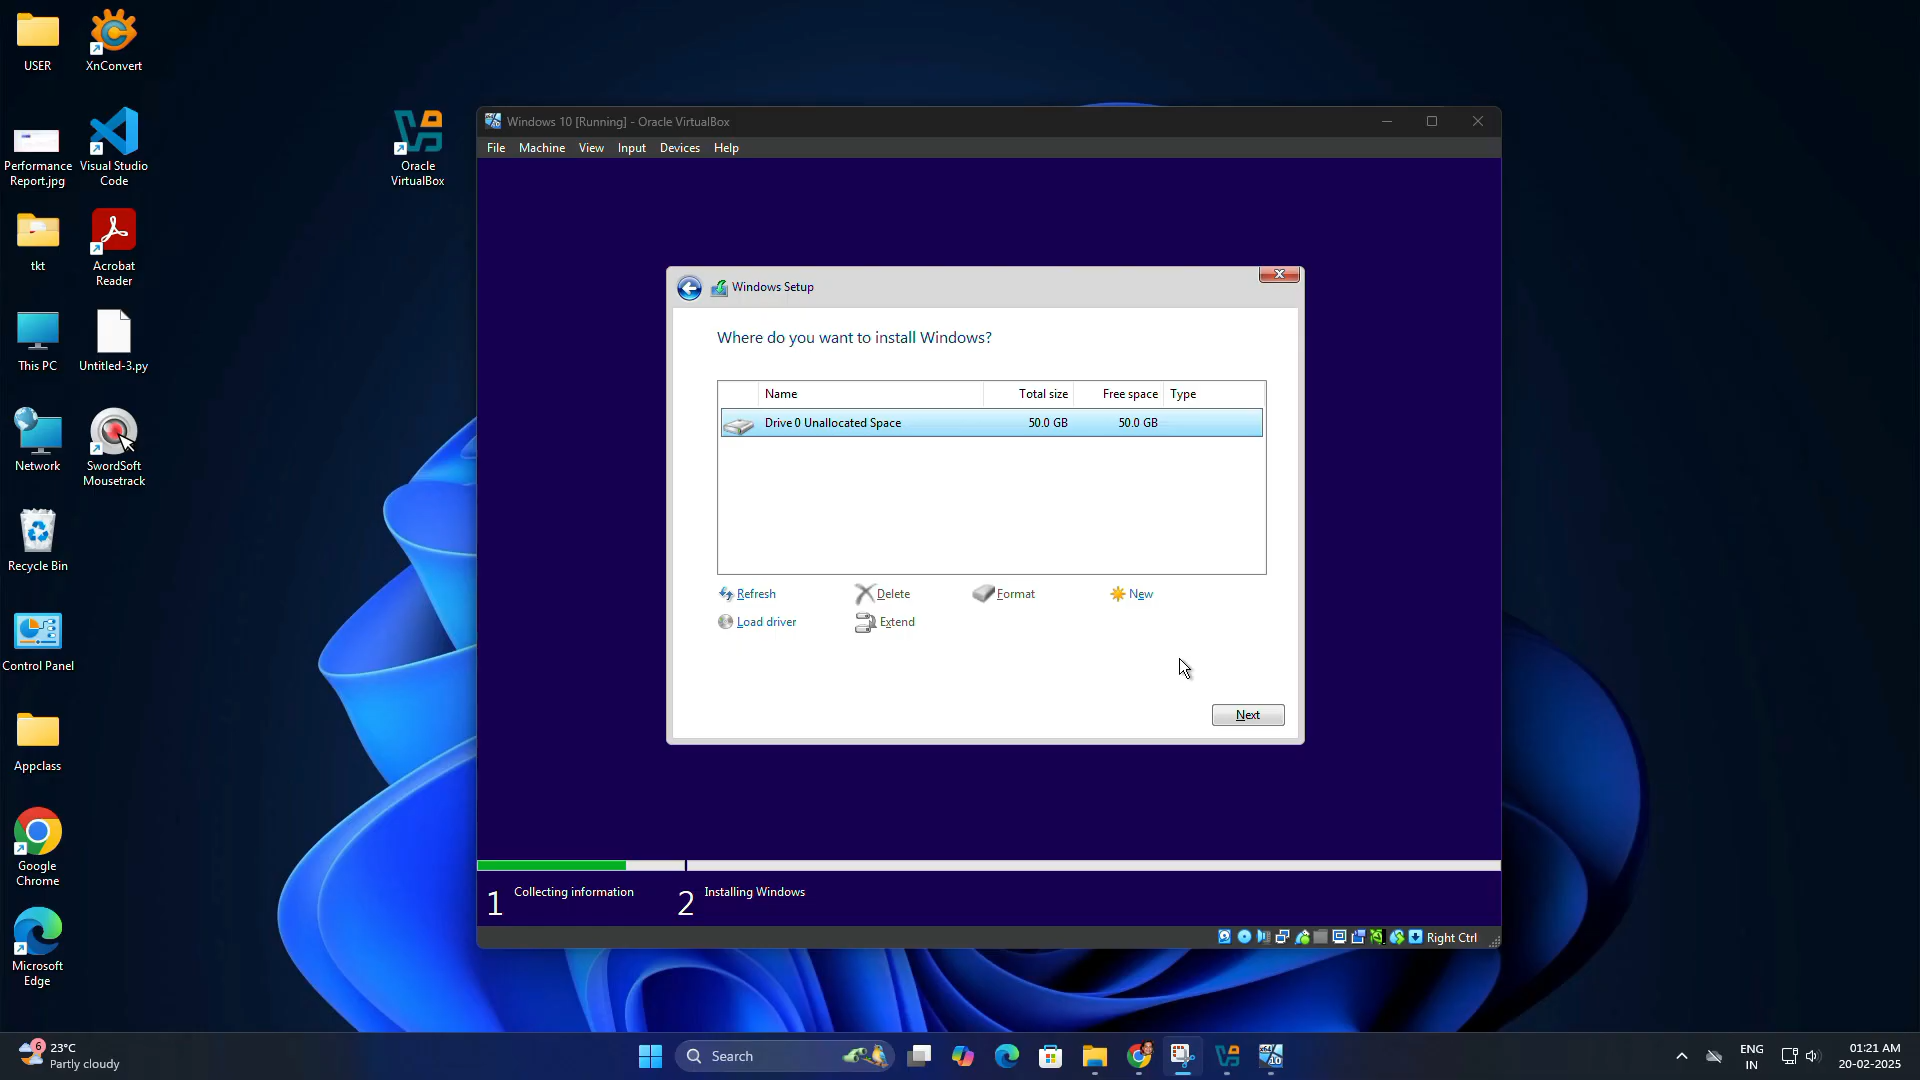 USER
XnConvert
Performance
Report.jpg
Visual Studio
Code
tkt
Acrobat
Reader
This PC
Untitled-3.py
Network
SwordSoft
Mousetrack
Recycle Bin
Control Panel
Appclass
Google
Chrome
Microsoft
Edge
Oracle
VirtualBox
Windows 10 [Running] - Oracle VirtualBox
File Machine View Input Devices Help
Windows Setup
Where do you want to install Windows?
Name Total size Free space Type
Drive 0 Unallocated Space 50.0 GB 50.0 GB
Refresh Delete Format New
Load driver Extend
Next
1 Collecting information 2 Installing Windows
Right Ctrl
6
23°C
Partly cloudy
Search
ENG
IN
01:21 AM
20-02-2025